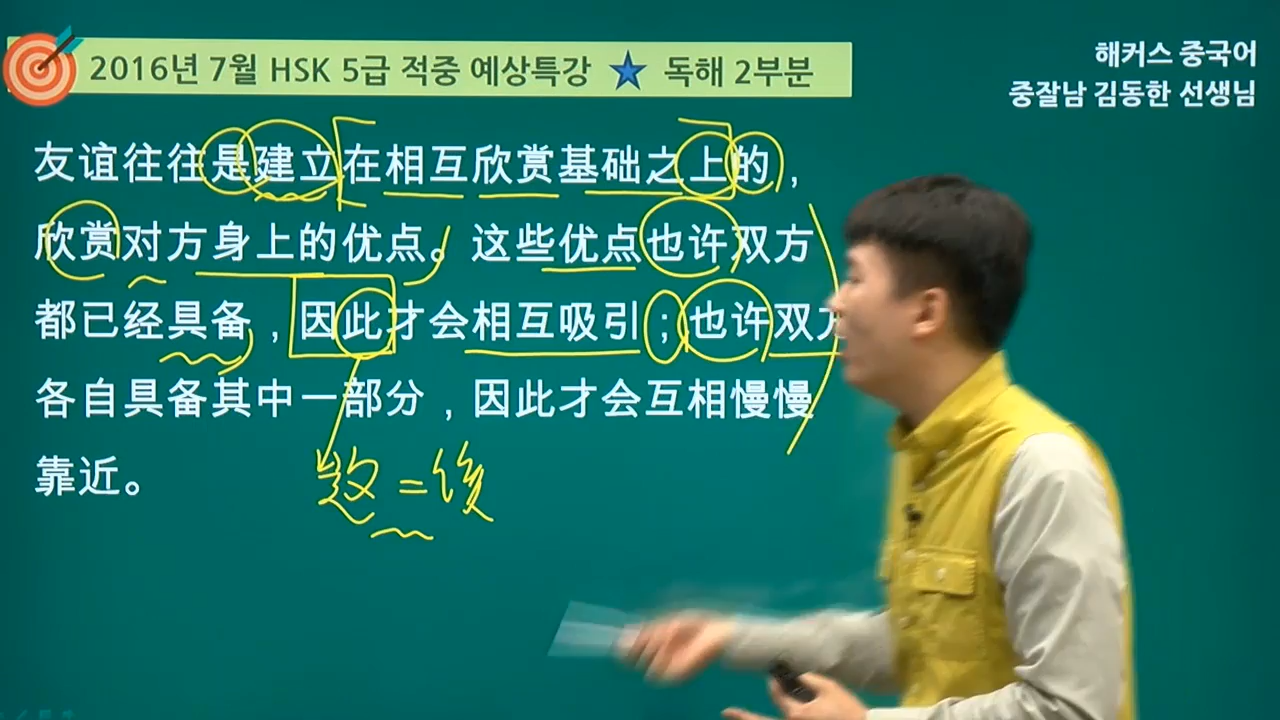 2016년 7월 HSK 5급 적중 예상특강 ★ 독해 2부분
해커스 중국어
중잘남 김동한 선생님
友谊往往是建立在相互欣赏基础之上的，
欣赏对方身上的优点。这些优点也许双方
都已经具备，因此才会相互吸引；也许双方
各自具备其中一部分，因此才会互相慢慢
靠近。